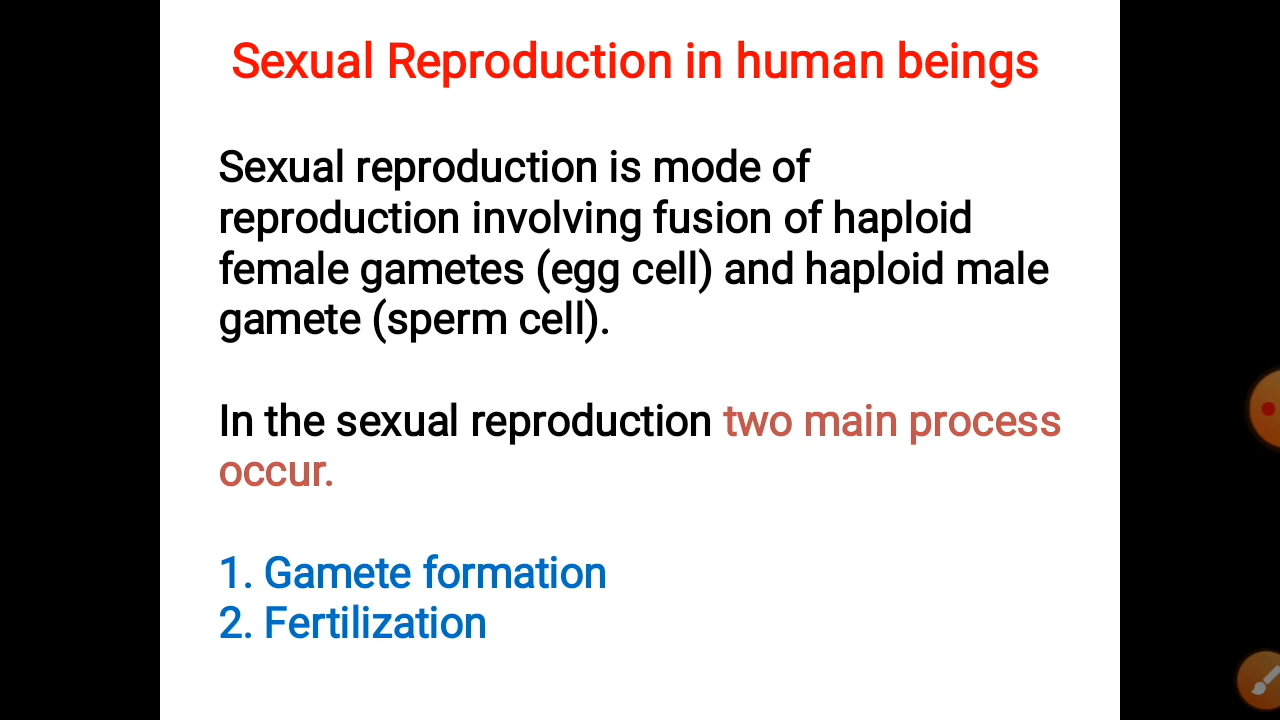 Sexual Reproduction in human beings
Sexual reproduction is mode of
reproduction involving fusion of haploid
female gametes (egg cell) and haploid male
gamete (sperm cell).
In the sexual reproduction two main process
occur.
1. Gamete formation
2. Fertilization